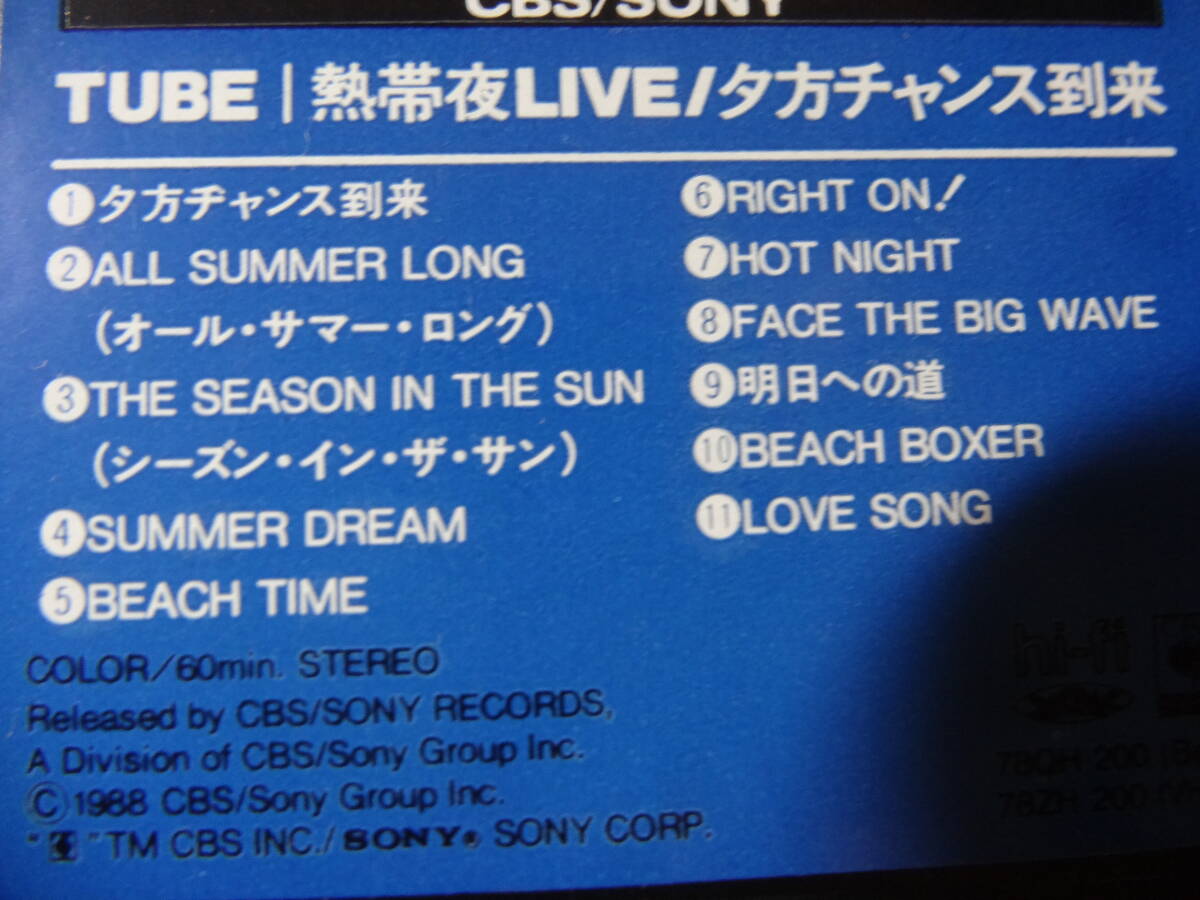 CBS/SONY
TUBE | 熱帯夜LIVE/夕方チャンス到来
①夕方チャンス到来
②ALL SUMMER LONG
(オール・サマー・ロング)
③THE SEASON IN THE SUN
(シーズン・イン・ザ・サン)
④SUMMER DREAM
⑤BEACH TIME
⑥RIGHT ON!
⑦HOT NIGHT
⑧FACE THE BIG WAVE
⑨明日への道
⑩BEACH BOXER
⑪LOVE SONG
COLOR/60min. STEREO
Released by CBS/SONY RECORDS,
A Division of CBS/Sony Group Inc.
Ⓒ1988 CBS/Sony Group Inc.
" "TM CBS INC./SONY® SONY CORP.
hi-fi
78QH 200
78ZH 200